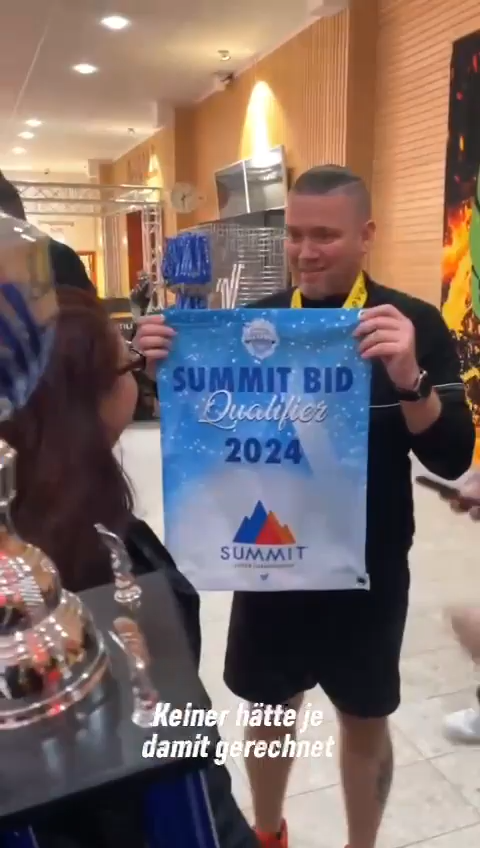 SUMMIT BID
Qualifier
2024
SUMMIT
Keiner hätte je
damit gerechnet